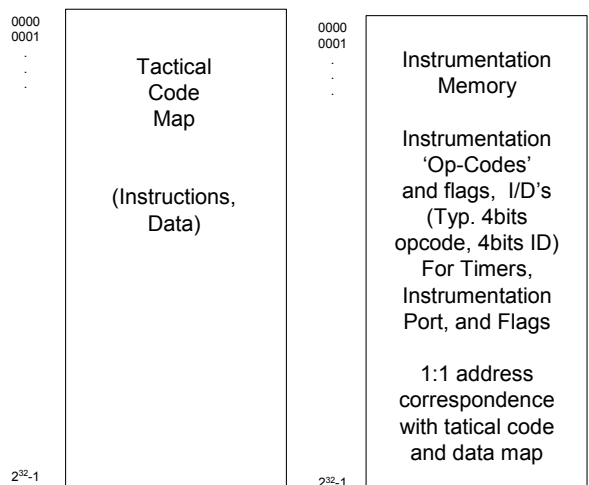 0000
0001
.
.
.
Tactical
Code
Map
(Instructions,
Data)
2³²-1
0000
0001
.
.
.
Instrumentation
Memory
Instrumentation
‘Op-Codes’
and flags, I/D’s
(Typ. 4bits
opcode, 4bits ID)
For Timers,
Instrumentation
Port, and Flags
1:1 address
correspondence
with tatical code
and data map
2³²-1